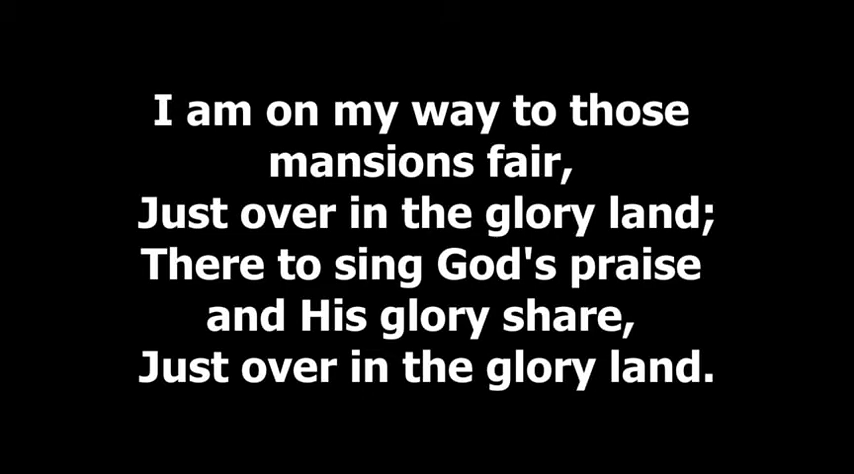 I am on my way to those
mansions fair,
Just over in the glory land;
There to sing God's praise
and His glory share,
Just over in the glory land.